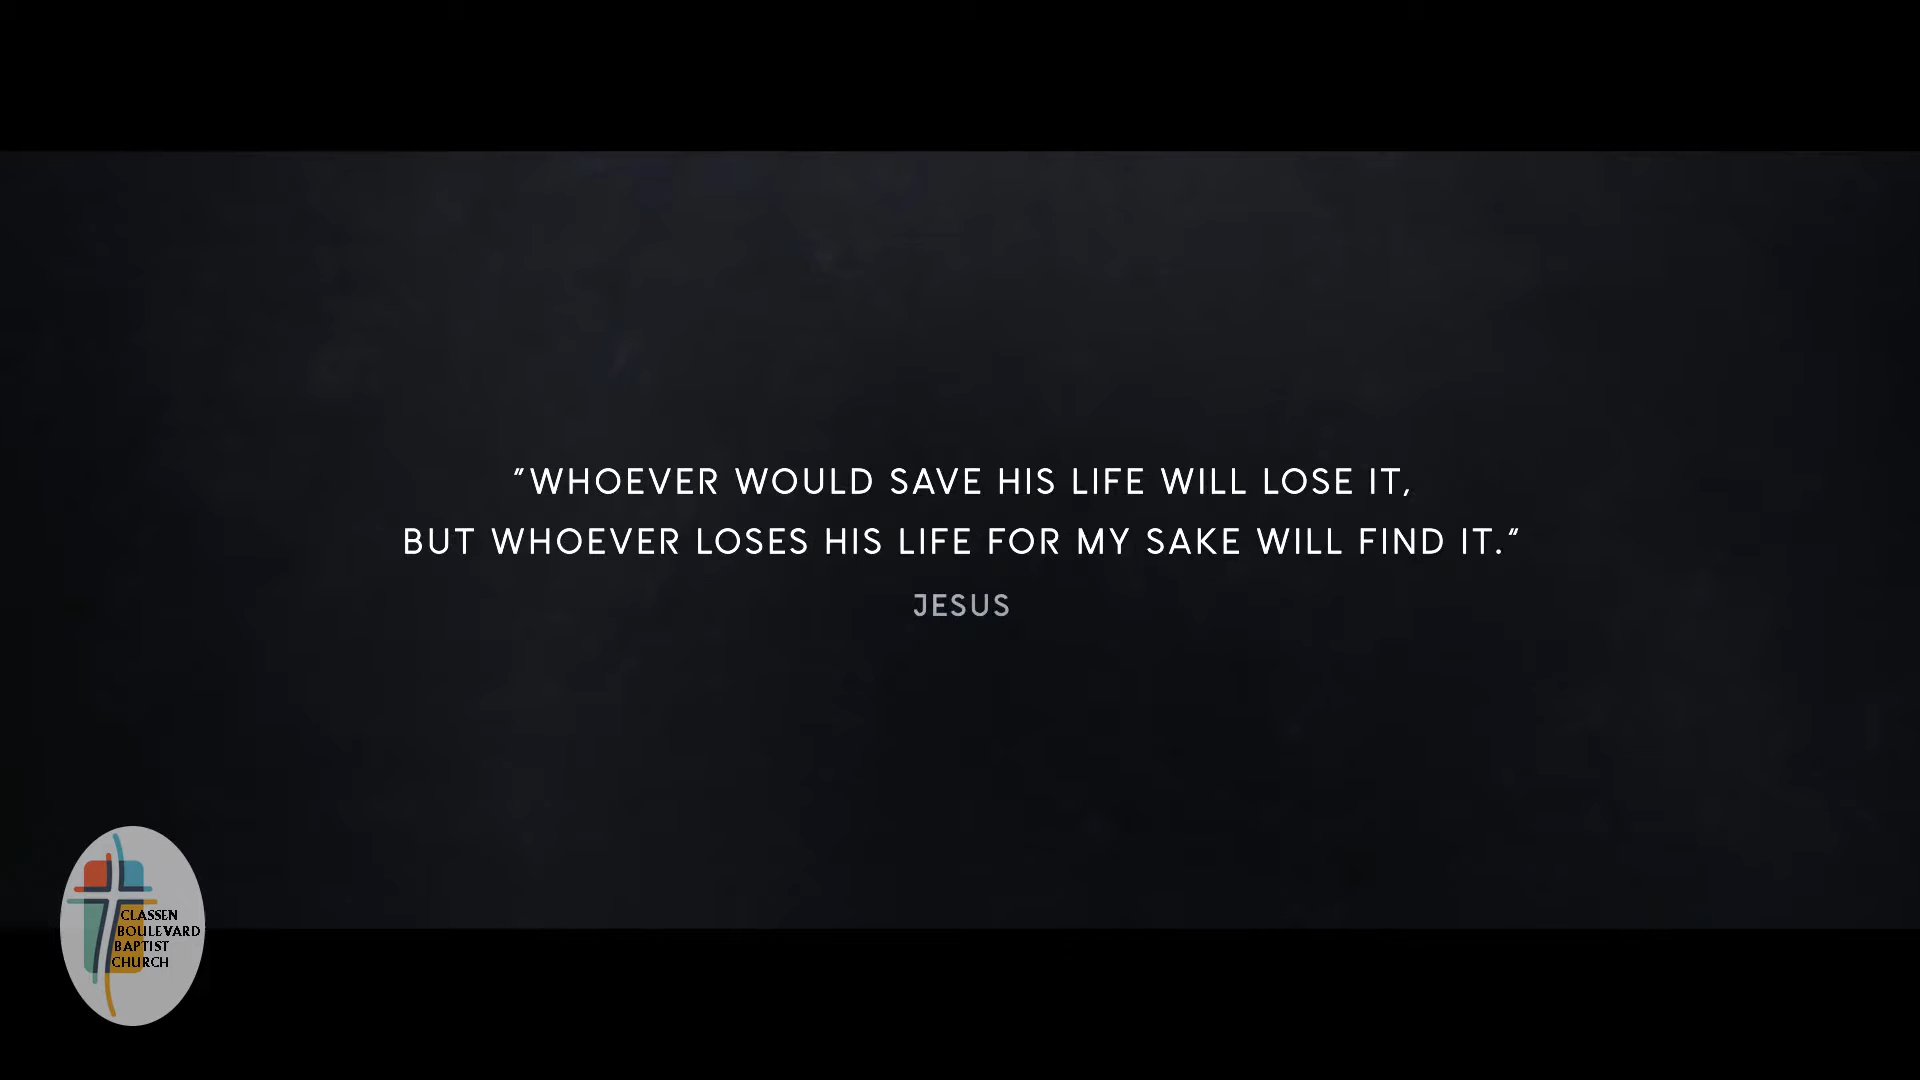 "WHOEVER WOULD SAVE HIS LIFE WILL LOSE IT,
BUT WHOEVER LOSES HIS LIFE FOR MY SAKE WILL FIND IT."
JESUS
CLASSEN
BOULEVARD
BAPTIST
CHURCH